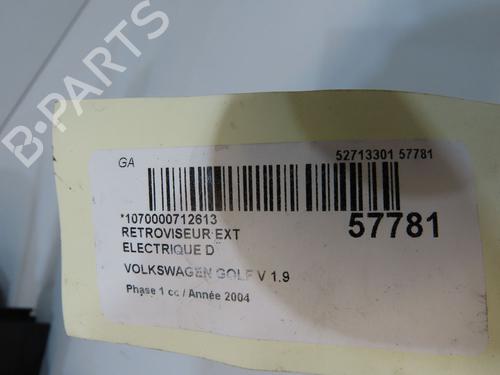 B-PARTS
GA
52713301 57781
*1070000712613
57781
RETROVISEUR EXT
ELECTRIQUE D
VOLKSWAGEN GOLF V 1.9
Phase 1 cc / Année 2004